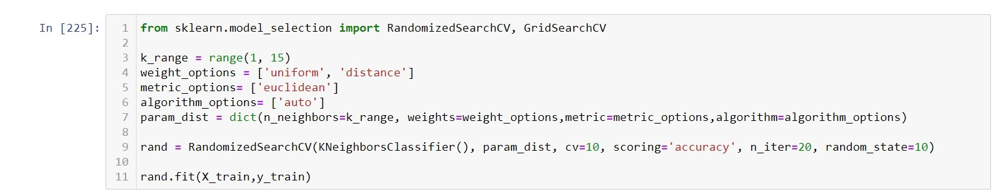 In [225]:
1 from sklearn.model_selection import RandomizedSearchCV, GridSearchCV
2
3 k_range = range(1, 15)
4 weight_options = ['uniform', 'distance']
5 metric_options= ['euclidean']
6 algorithm_options= ['auto']
7 param_dist = dict(n_neighbors=k_range, weights=weight_options,metric=metric_options,algorithm=algorithm_options)
8
9 rand = RandomizedSearchCV(KNeighborsClassifier(), param_dist, cv=10, scoring='accuracy', n_iter=20, random_state=10)
10
11 rand.fit(X_train,y_train)